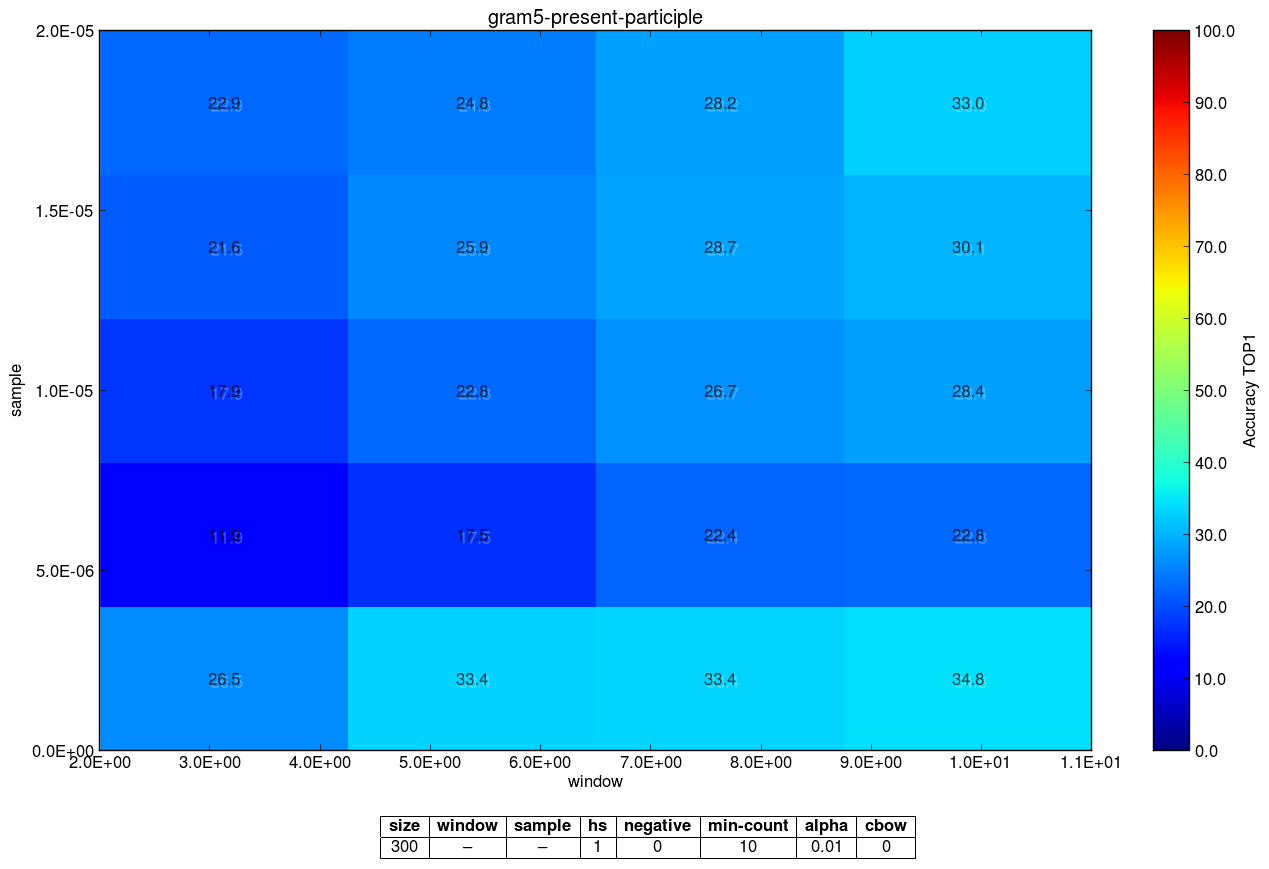 gram5-present-participle
2.0E-05
100.0
22.9 24.8 28.2 33.0
90.0
80.0
1.5E-05
21.6 25.9 28.7 30.1
70.0
60.0
sample
1.0E-05
17.9 22.8 26.7 28.4
50.0
Accuracy TOP1
40.0
11.9 17.5 22.4 22.8
30.0
5.0E-06
20.0
26.5 33.4 33.4 34.8
10.0
0.0E+00
0.0
2.0E+00 3.0E+00 4.0E+00 5.0E+00 6.0E+00 7.0E+00 8.0E+00 9.0E+00 1.0E+01 1.1E+01
window
size window sample hs negative min-count alpha cbow
300 – – 1 0 10 0.01 0